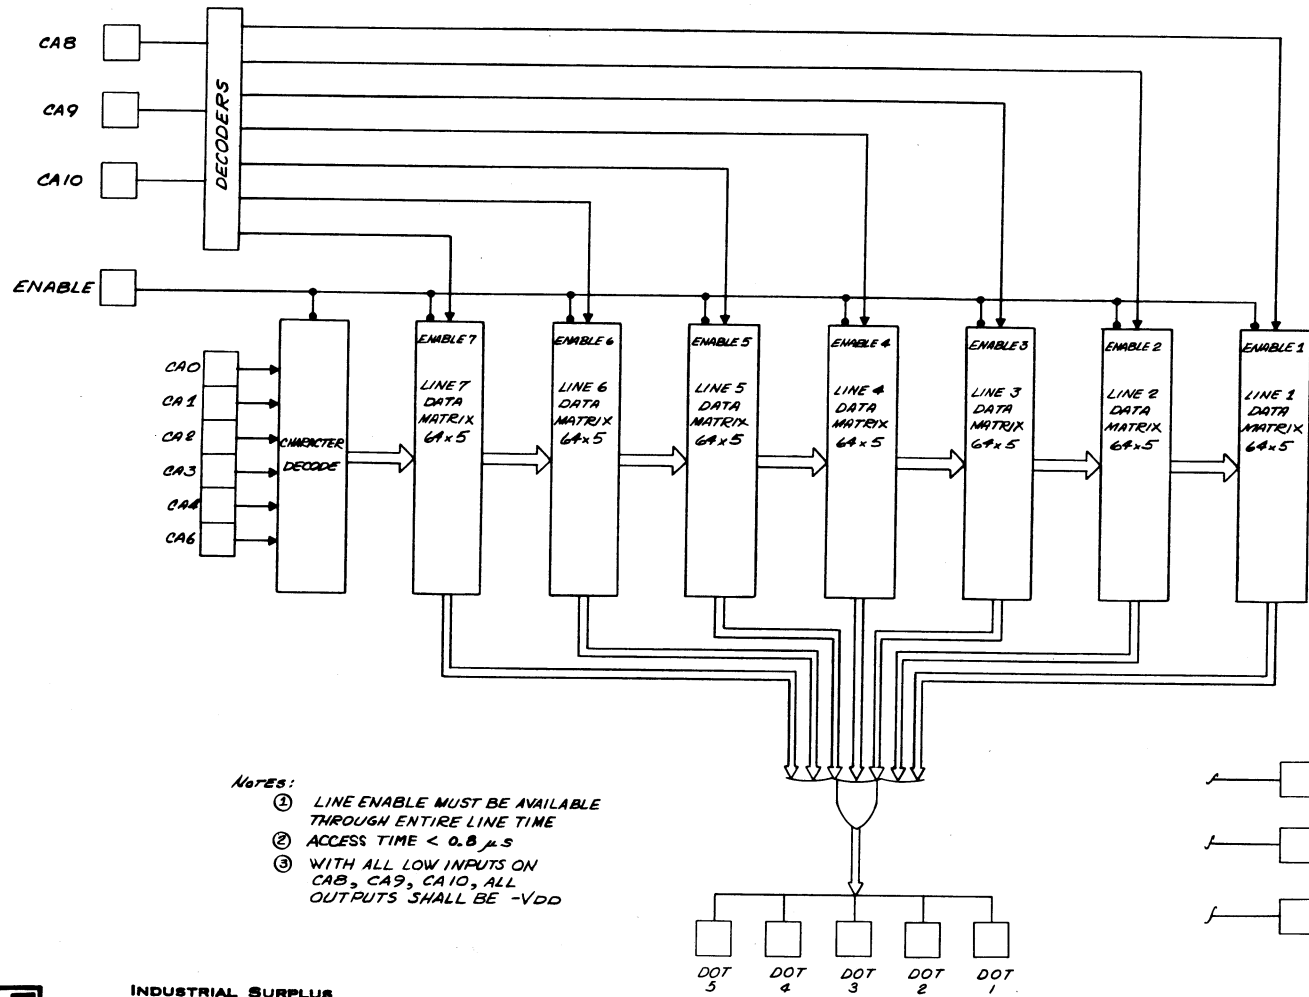 CA8
CA9
CA10
DECODERS
ENABLE
CA0
CA1
CA2
CA3
CA4
CA6
CHARACTER
DECODE
ENABLE 7
LINE 7
DATA
MATRIX
64x5
ENABLE 6
LINE 6
DATA
MATRIX
64x5
ENABLE 5
LINE 5
DATA
MATRIX
64x5
ENABLE 4
LINE 4
DATA
MATRIX
64x5
ENABLE 3
LINE 3
DATA
MATRIX
64x5
ENABLE 2
LINE 2
DATA
MATRIX
64x5
ENABLE 1
LINE 1
DATA
MATRIX
64x5
NOTES:
① LINE ENABLE MUST BE AVAILABLE
THROUGH ENTIRE LINE TIME
② ACCESS TIME < 0.8 µs
③ WITH ALL LOW INPUTS ON
CA8, CA9, CA10, ALL
OUTPUTS SHALL BE -VDD
DOT
5
DOT
4
DOT
3
DOT
2
DOT
1
INDUSTRIAL SURPLUS